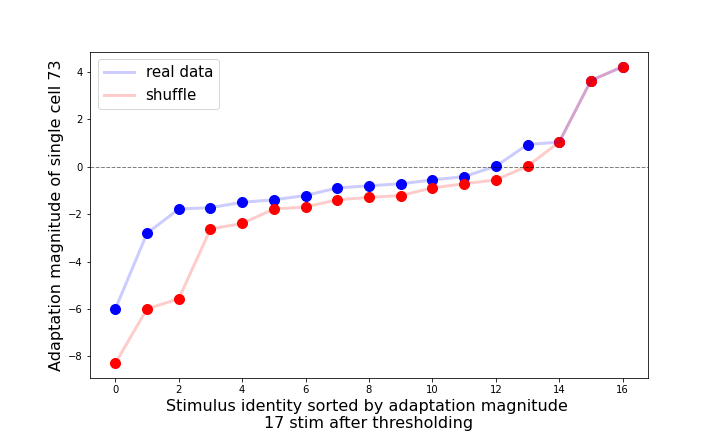 real data
shuffle
Adaptation magnitude of single cell 73
4
2
0
−2
−4
−6
−8
0 2 4 6 8 10 12 14 16
Stimulus identity sorted by adaptation magnitude
17 stim after thresholding